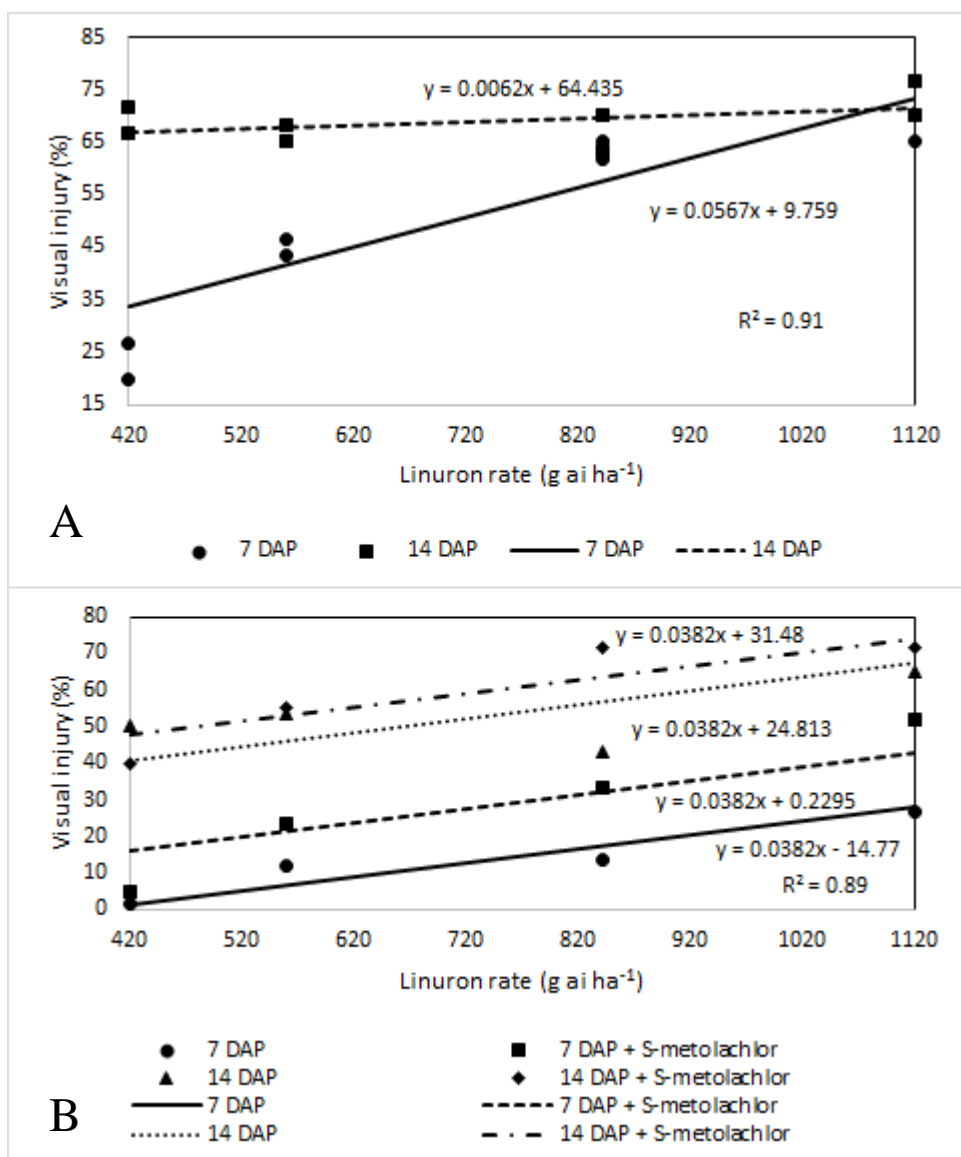 85
75
65
55
45
35
25
15
Visual injury (%)
y = 0.0062x + 64.435
y = 0.0567x + 9.759
R² = 0.91
420 520 620 720 820 920 1020 1120
Linuron rate (g ai ha⁻¹)
A
7 DAP 14 DAP 7 DAP 14 DAP
80
70
60
50
40
30
20
10
0
Visual injury (%)
y = 0.0382x + 31.48
y = 0.0382x + 24.813
y = 0.0382x + 0.2295
y = 0.0382x - 14.77
R² = 0.89
420 520 620 720 820 920 1020 1120
Linuron rate (g ai ha⁻¹)
7 DAP 7 DAP + S-metolachlor
14 DAP 14 DAP + S-metolachlor
7 DAP 7 DAP + S-metolachlor
14 DAP 14 DAP + S-metolachlor
B